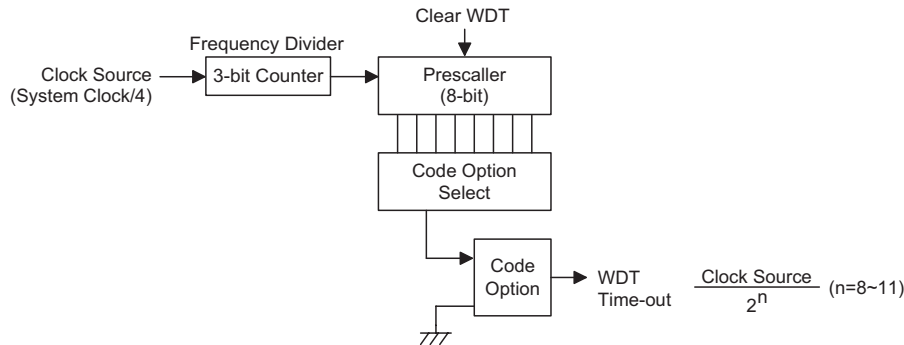 Clear WDT
Frequency Divider
Clock Source
(System Clock/4)
3-bit Counter
Prescaller
(8-bit)
Code Option
Select
Code
Option
WDT
Time-out
Clock Source
2^n
(n=8~11)